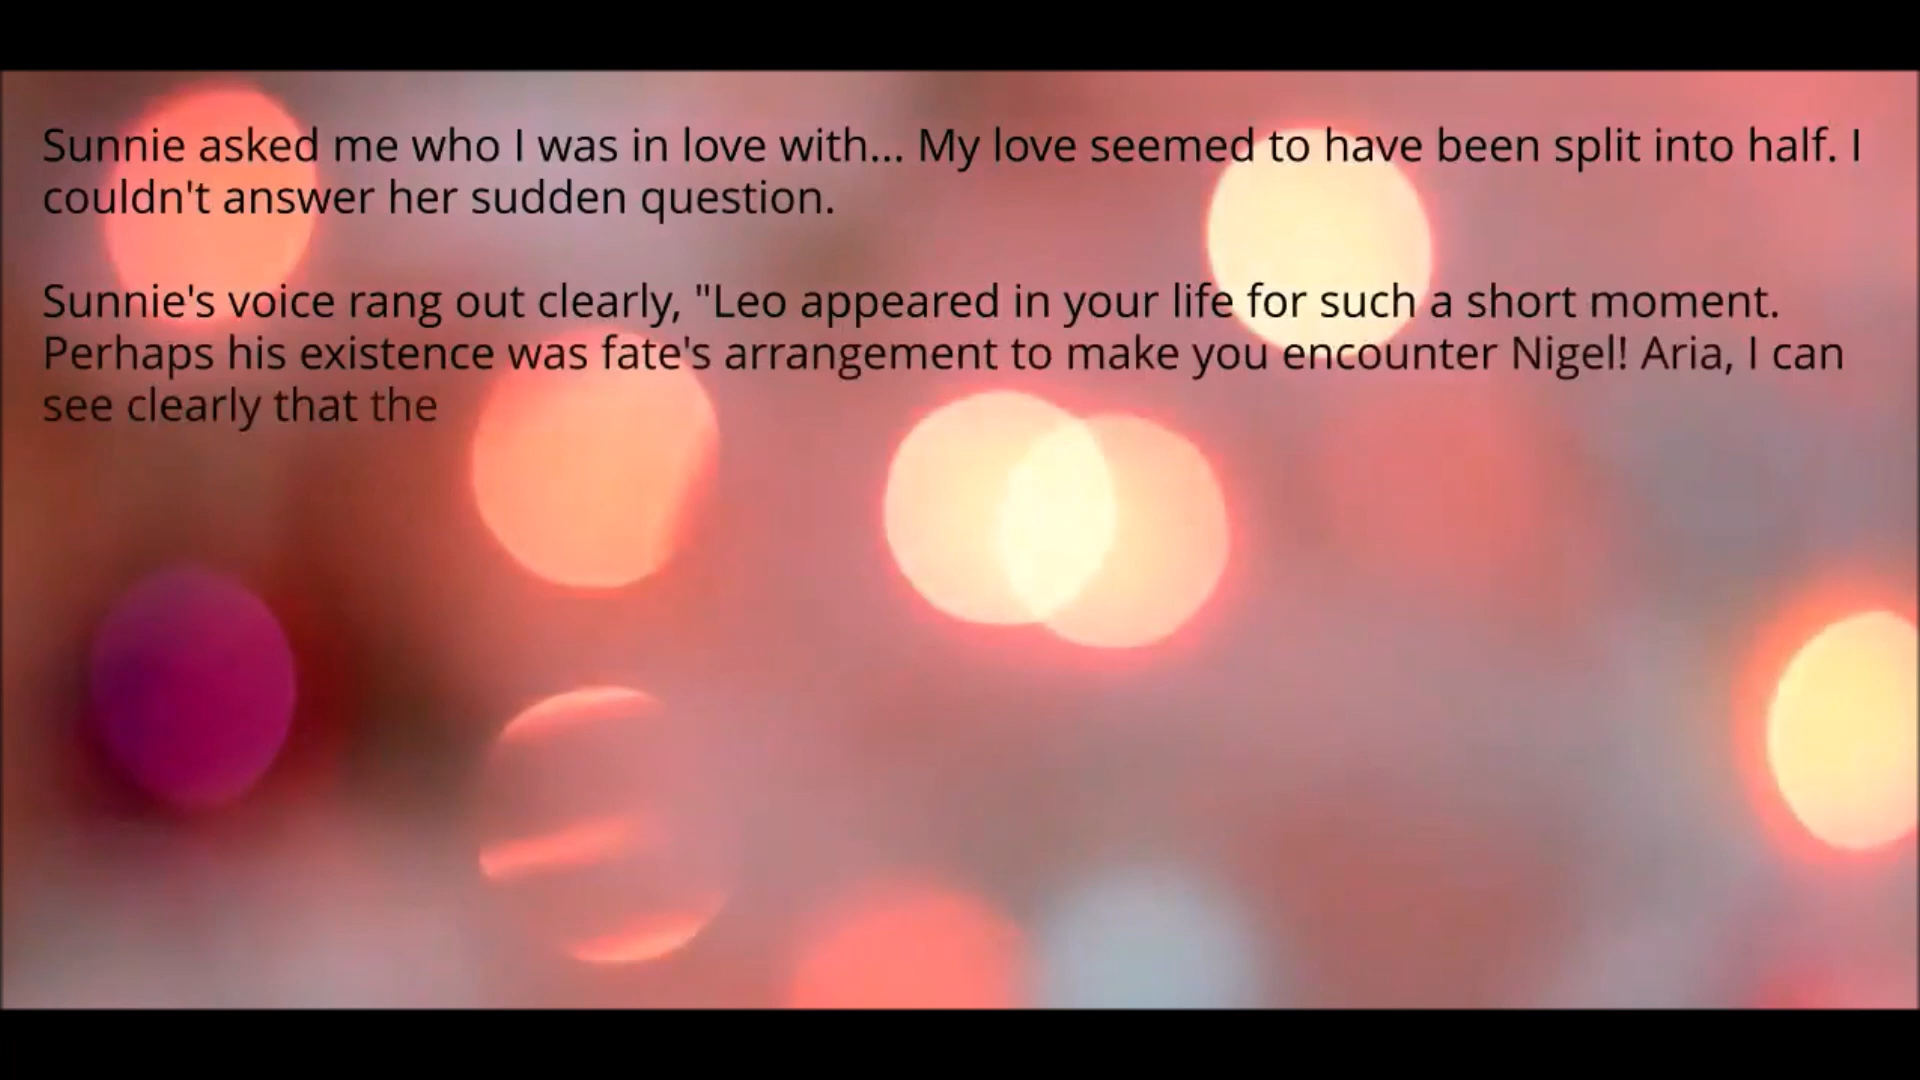 Sunnie asked me who I was in love with... My love seemed to have been split into half. I
couldn't answer her sudden question.
Sunnie's voice rang out clearly, "Leo appeared in your life for such a short moment.
Perhaps his existence was fate's arrangement to make you encounter Nigel! Aria, I can
see clearly that the